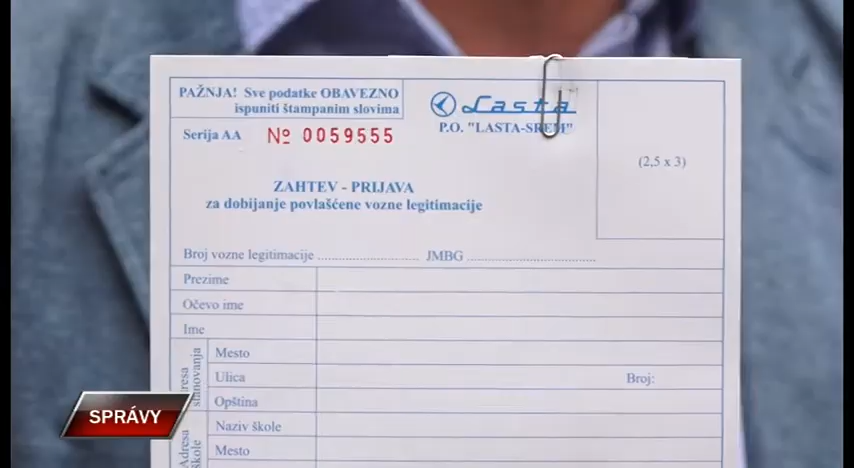 PAŽNJA! Sve podatke OBAVEZNO
ispuniti štampanim slovima
Lasta
P.O. "LASTA-SREM"
Serija AA № 0059555
(2,5 x 3)
ZAHTEV - PRIJAVA
za dobijanje povlašćene vozne legitimacije
Broj vozne legitimacije ........................ JMBG ................................
Prezime
Očevo ime
Ime
Mesto
Ulica
Broj:
Opština
stanovanja
Naziv škole
Mesto
Adresa
škole
SPRÁVY